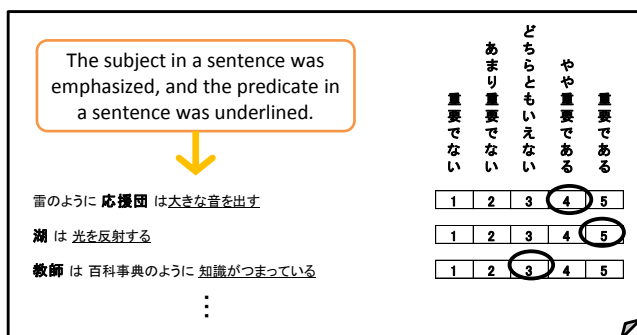 The subject in a sentence was
emphasized, and the predicate in
a sentence was underlined.
重要でない
あまり重要でない
どちらともいえない
やや重要である
重要である
雷のように 応援団 は大きな音を出す
1 2 3 4 5
湖 は 光を反射する
1 2 3 4 5
教師 は 百科事典のように 知識がつまっている
1 2 3 4 5
⋮